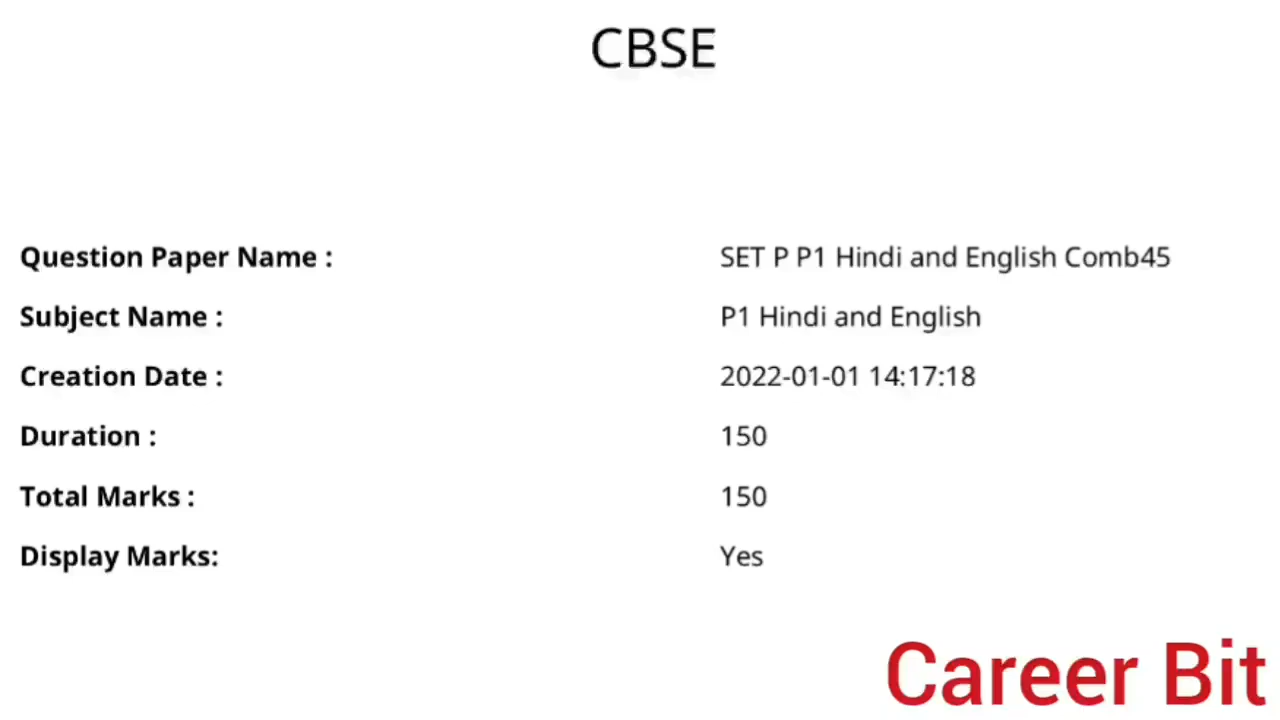 CBSE
Question Paper Name : SET P P1 Hindi and English Comb45
Subject Name : P1 Hindi and English
Creation Date : 2022-01-01 14:17:18
Duration : 150
Total Marks : 150
Display Marks: Yes
Career Bit